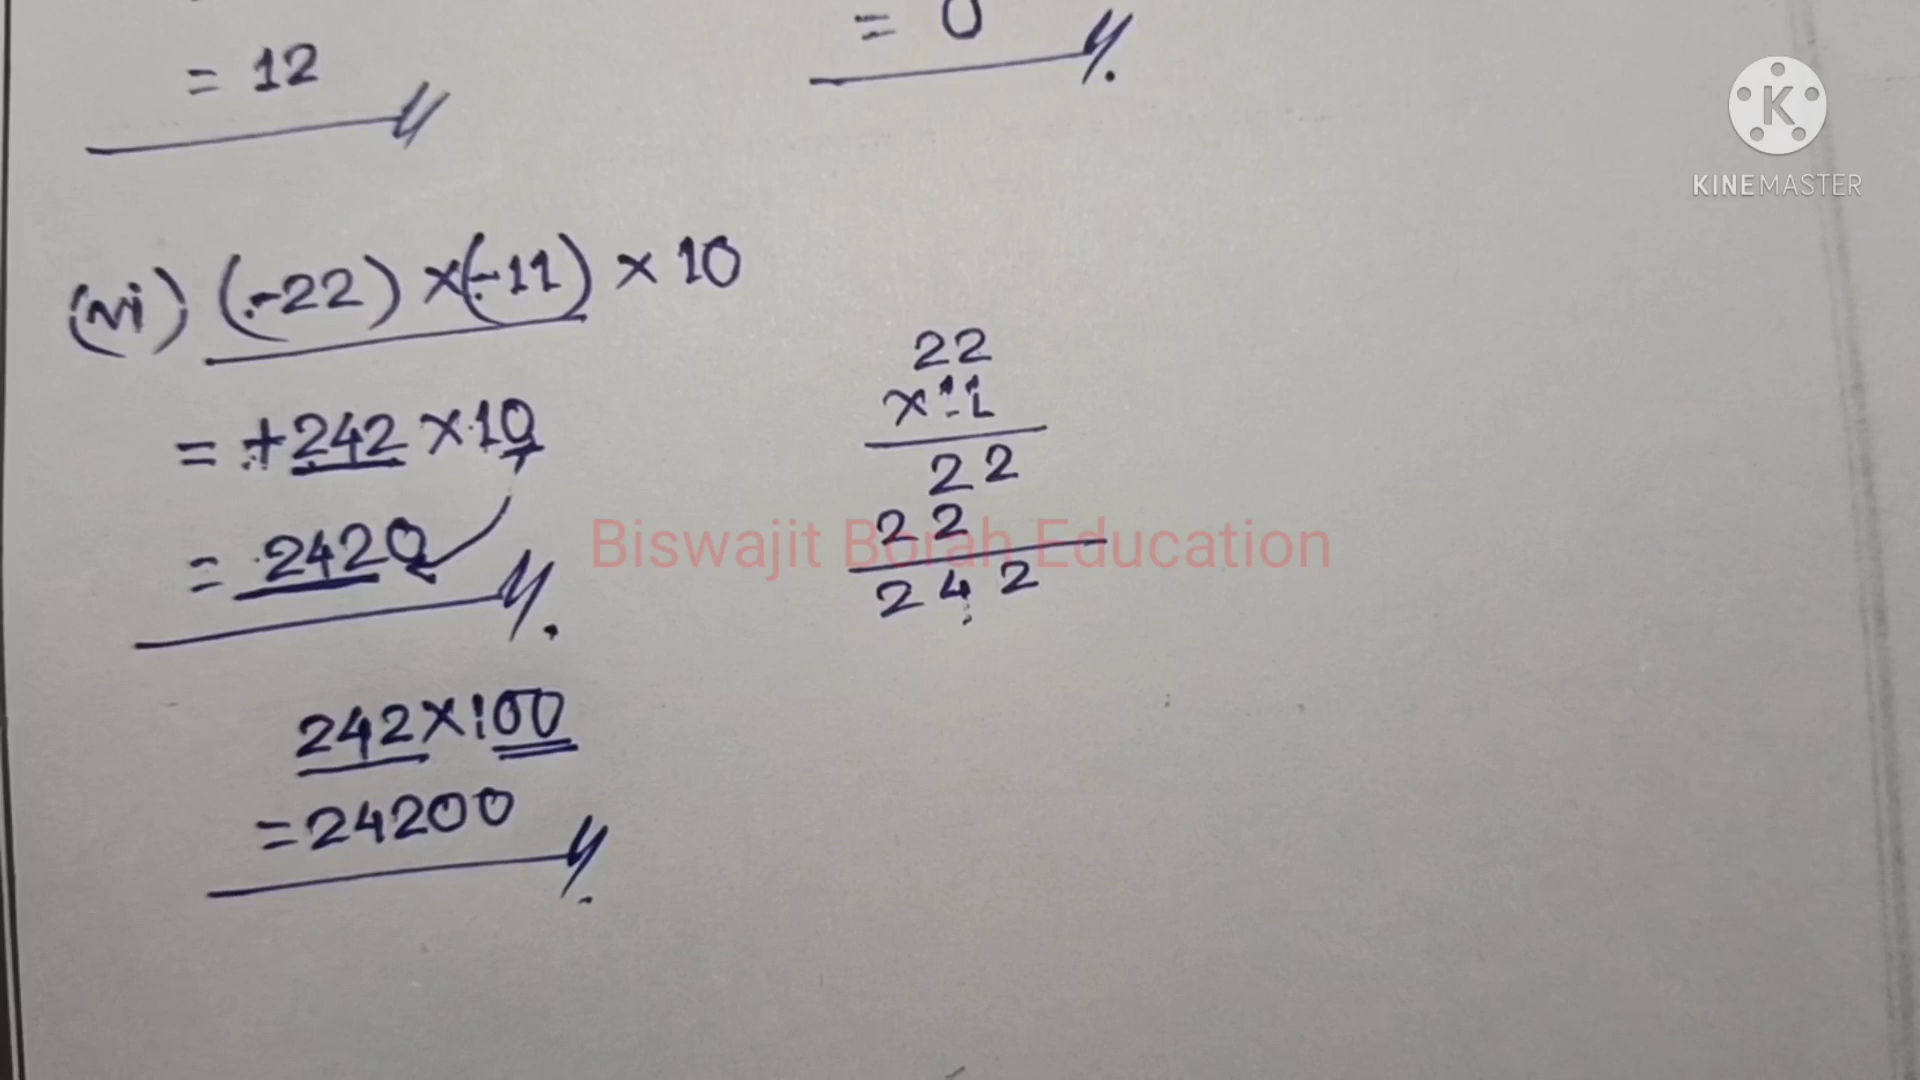 = 12
= 0
KINEMASTER
(vi) (-22) × (-11) × 10
= +242 × 10
= 2420
242 × 100
= 24200
22
× 11
22
22
242
Biswajit Borah Education